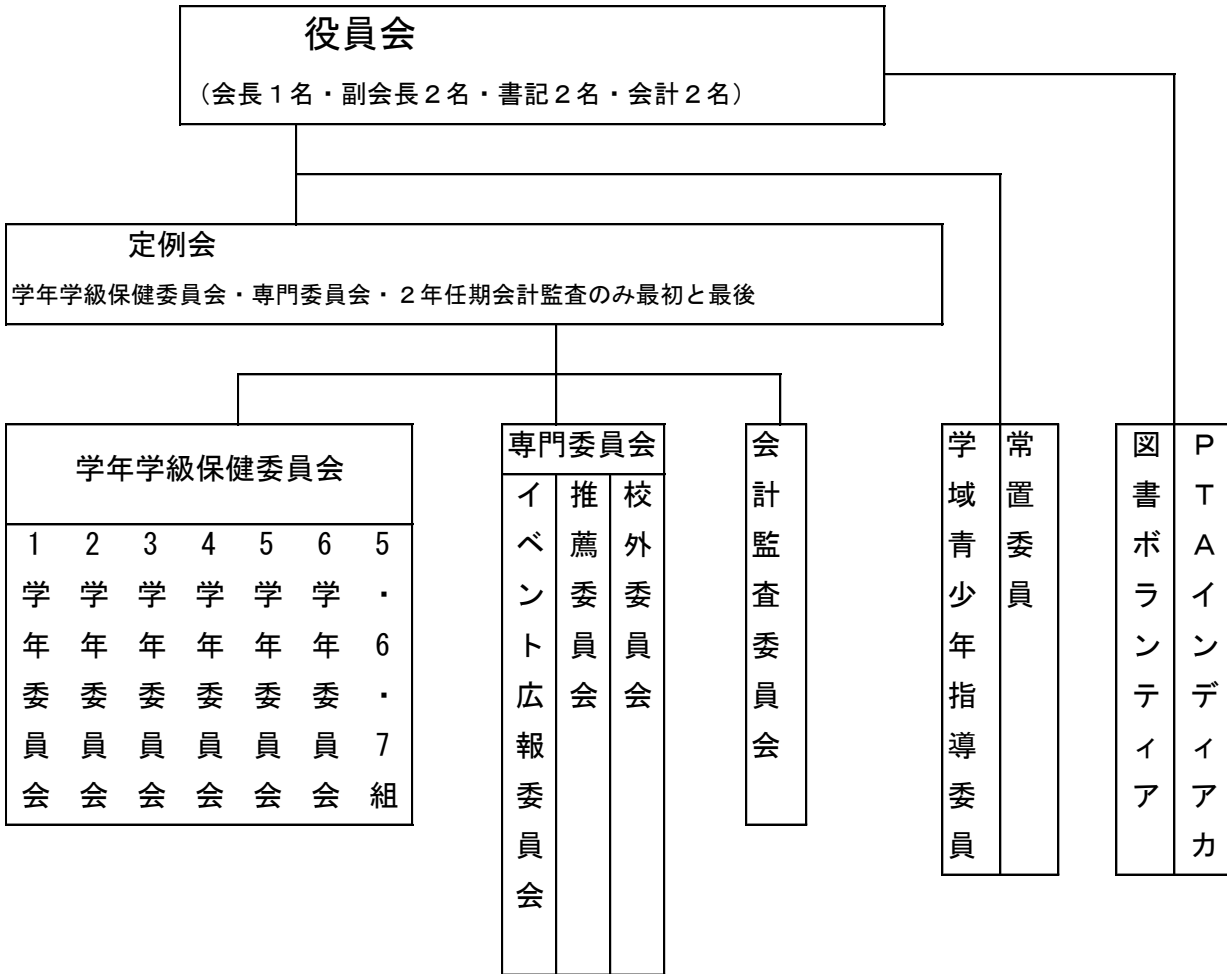 役員会
（会長１名・副会長２名・書記２名・会計２名）
定例会
学年学級保健委員会・専門委員会・２年任期会計監査のみ最初と最後
学年学級保健委員会
1学年委員会
2学年委員会
3学年委員会
4学年委員会
5学年委員会
6学年委員会
5・6・7組
専門委員会
イベント広報委員会
推薦委員会
校外委員会
会計監査委員会
学域青少年指導委員
常置委員
図書ボランティア
ＰＴＡインディアカ